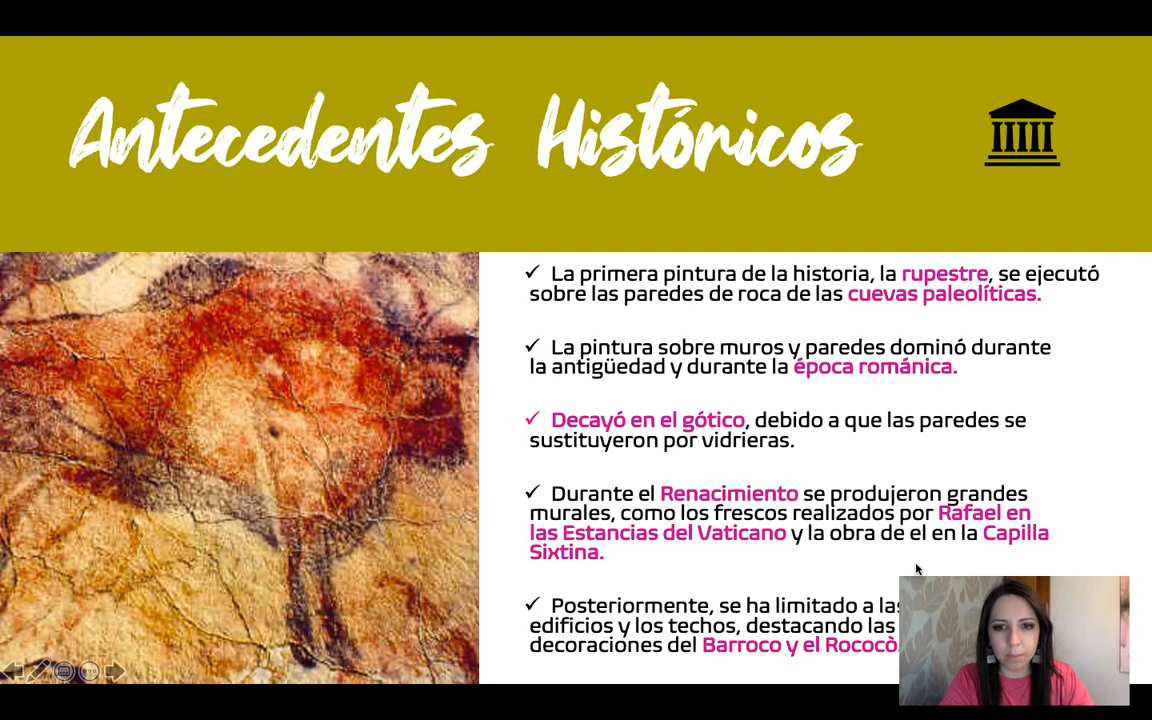 Antecedentes Históricos
✓ La primera pintura de la historia, la rupestre, se ejecutó
sobre las paredes de roca de las cuevas paleolíticas.
✓ La pintura sobre muros y paredes dominó durante
la antigüedad y durante la época románica.
✓ Decayó en el gótico, debido a que las paredes se
sustituyeron por vidrieras.
✓ Durante el Renacimiento se produjeron grandes
murales, como los frescos realizados por Rafael en
las Estancias del Vaticano y la obra de el en la Capilla
Sixtina.
✓ Posteriormente, se ha limitado a las
edificios y los techos, destacando las
decoraciones del Barroco y el Rococò.